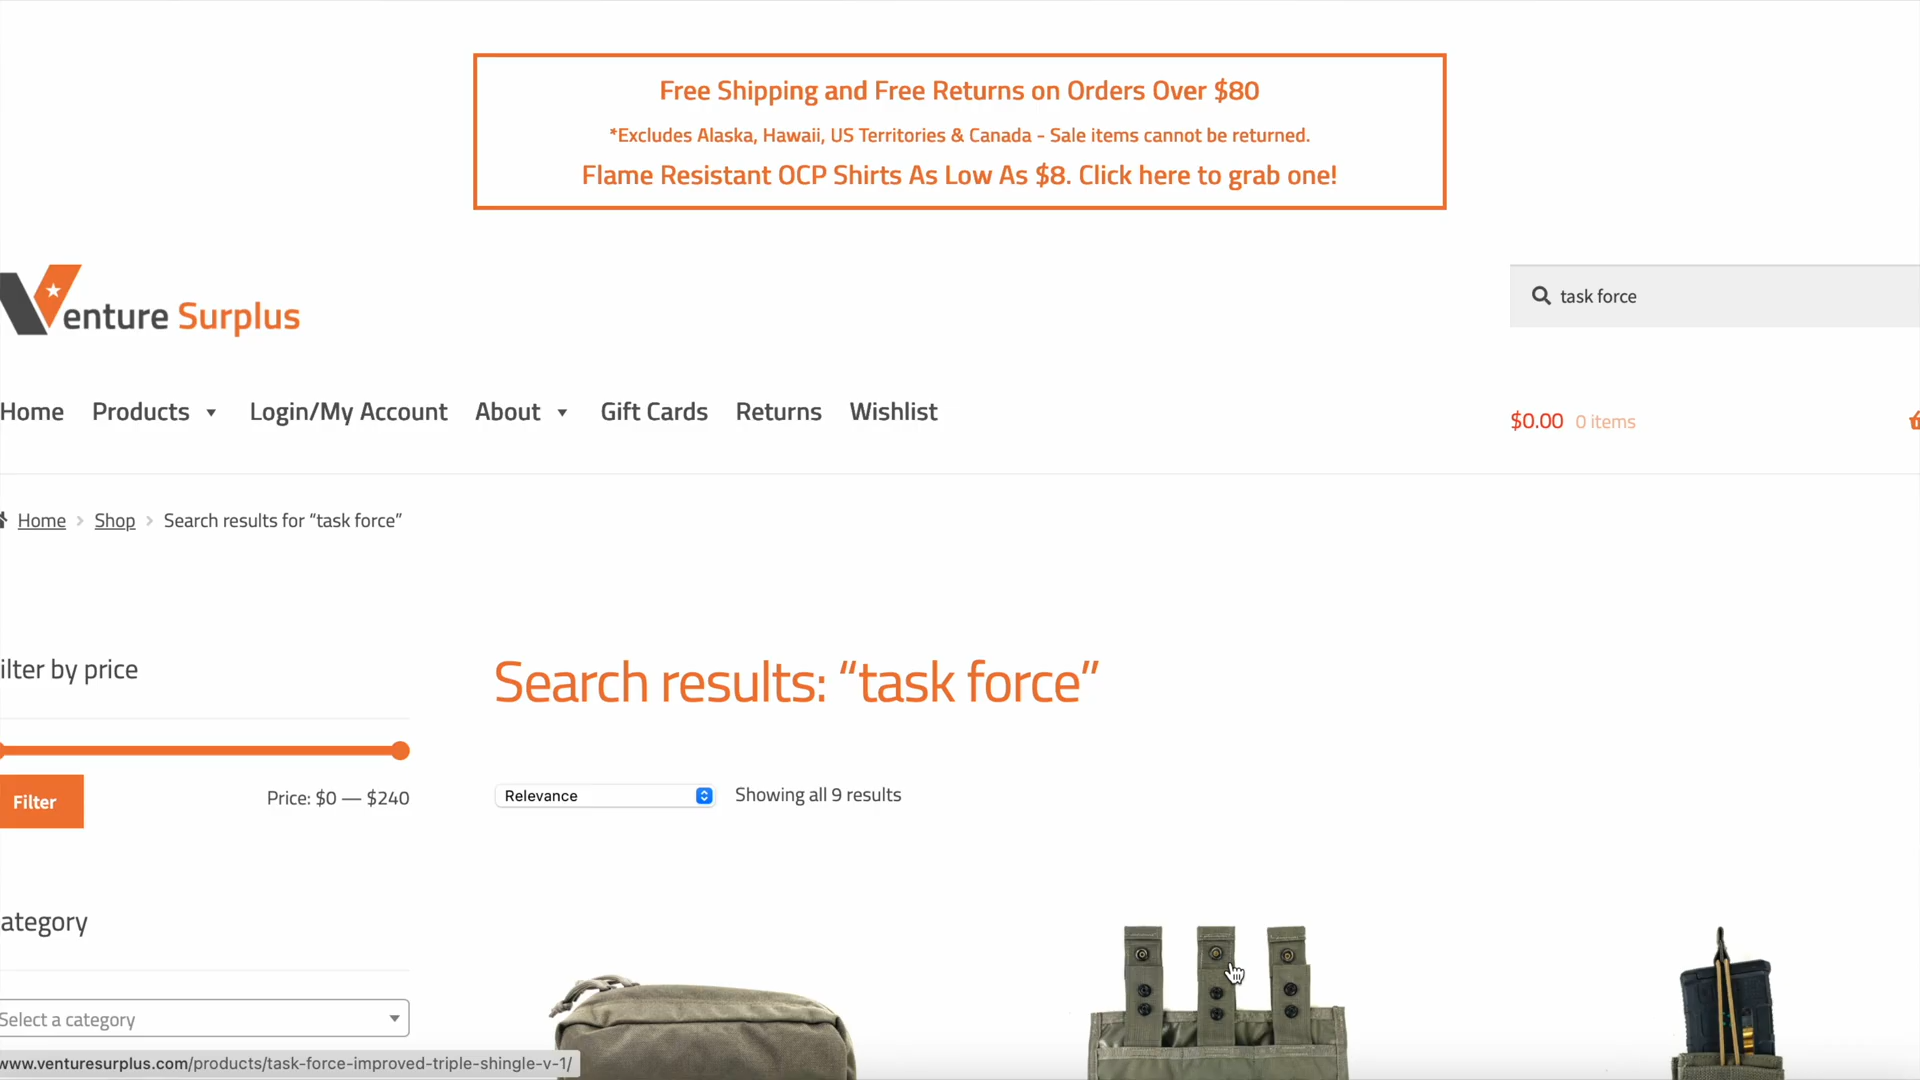 Free Shipping and Free Returns on Orders Over $80
*Excludes Alaska, Hawaii, US Territories & Canada - Sale items cannot be returned.
Flame Resistant OCP Shirts As Low As $8. Click here to grab one!
Venture Surplus
task force
Home Products Login/My Account About Gift Cards Returns Wishlist
$0.00 0 items
Home Shop Search results for “task force”
ilter by price
Search results: “task force”
Filter
Price: $0 — $240
Relevance
Showing all 9 results
ategory
Select a category
www.venturesurplus.com/products/task-force-improved-triple-shingle-v-1/